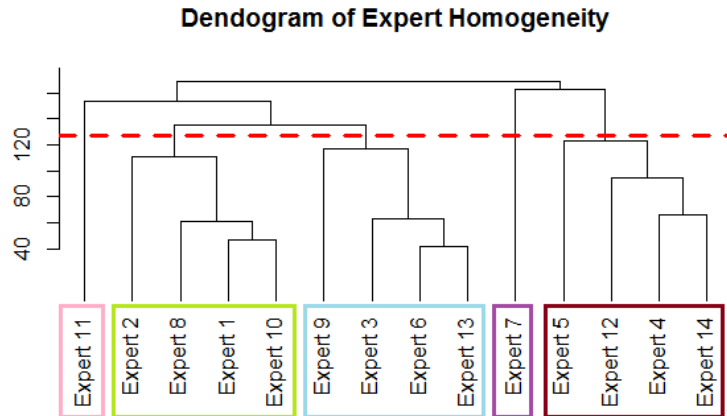 Dendogram of Expert Homogeneity
120
80
40
Expert 11
Expert 2
Expert 8
Expert 1
Expert 10
Expert 9
Expert 3
Expert 6
Expert 13
Expert 7
Expert 5
Expert 12
Expert 4
Expert 14